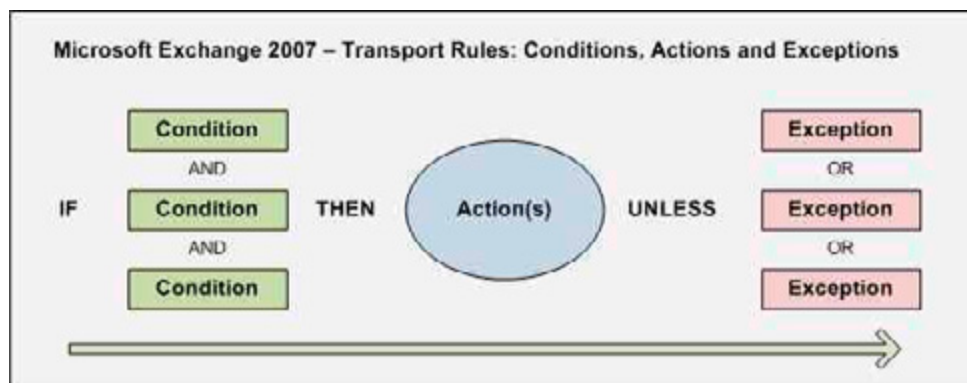 Microsoft Exchange 2007 – Transport Rules: Conditions, Actions and Exceptions
Condition
AND
IF
Condition
AND
Condition
THEN
Action(s)
UNLESS
Exception
OR
Exception
OR
Exception